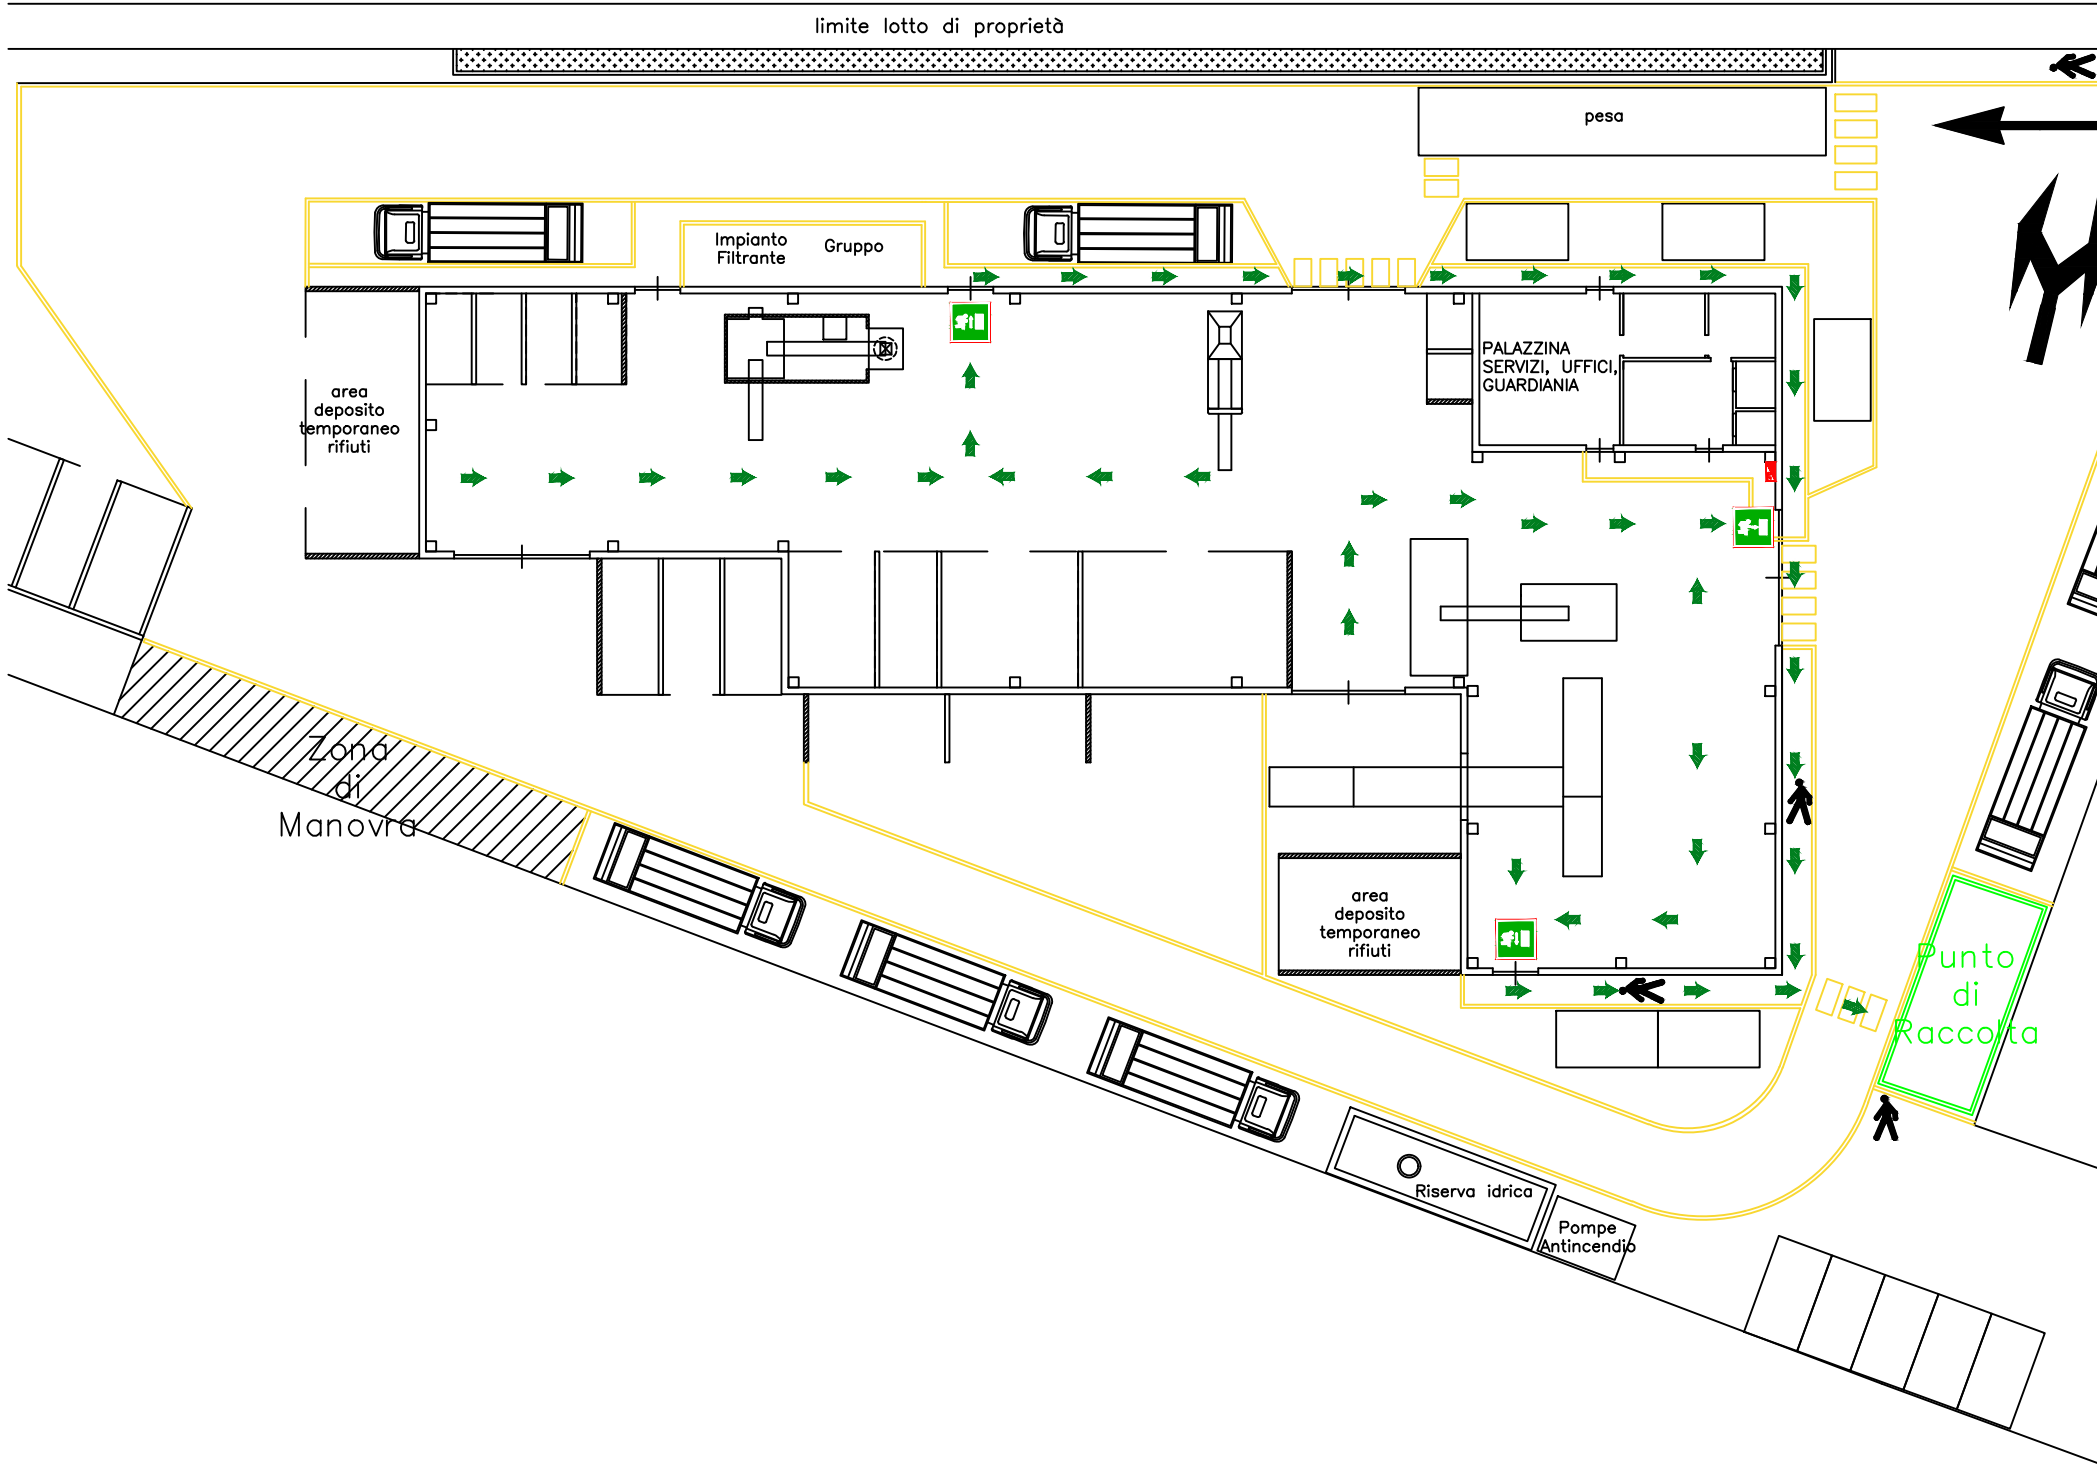 limite lotto di proprietà
pesa
Impianto
Filtrante
Gruppo
PALAZZINA
SERVIZI, UFFICI,
GUARDIANIA
area
deposito
temporaneo
rifiuti
Zona
di
Manovra
area
deposito
temporaneo
rifiuti
Punto
di
Raccolta
Riserva idrica
Pompe
Antincendio